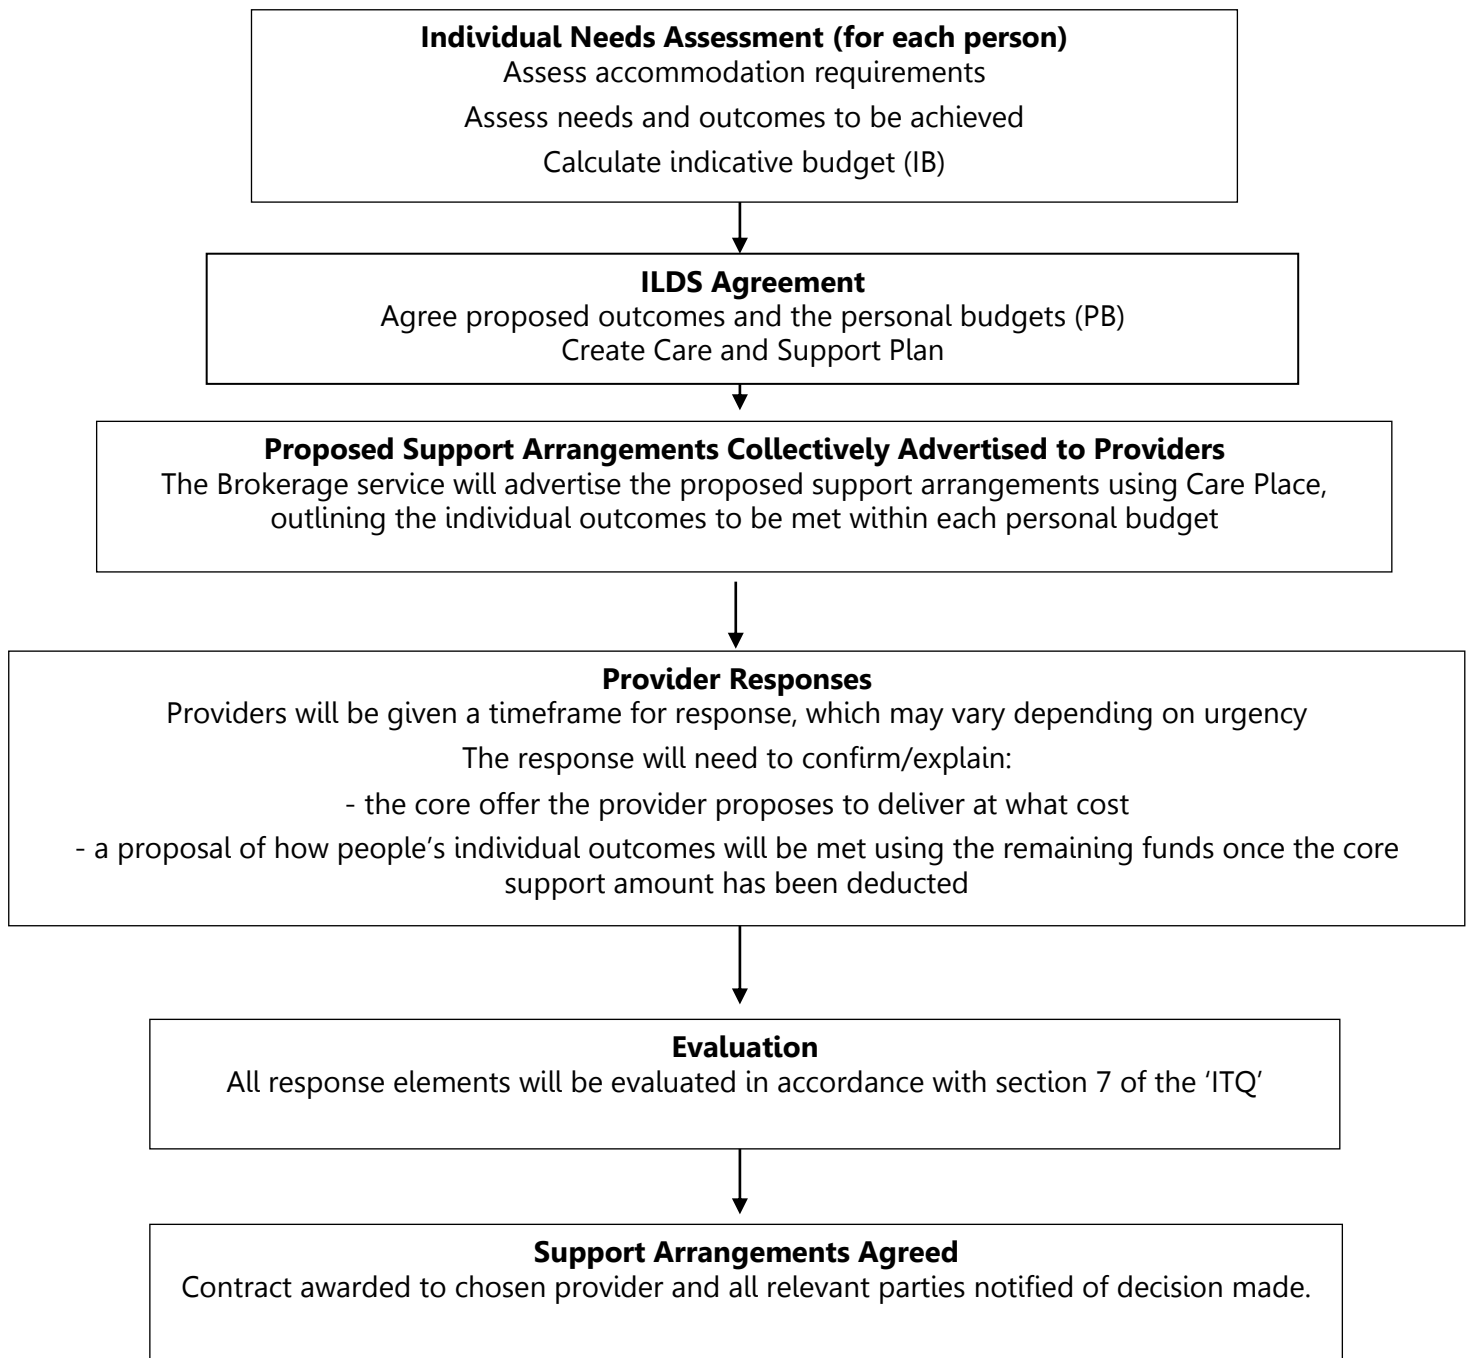 Individual Needs Assessment (for each person)
Assess accommodation requirements
Assess needs and outcomes to be achieved
Calculate indicative budget (IB)
ILDS Agreement
Agree proposed outcomes and the personal budgets (PB)
Create Care and Support Plan
Proposed Support Arrangements Collectively Advertised to Providers
The Brokerage service will advertise the proposed support arrangements using Care Place,
outlining the individual outcomes to be met within each personal budget
Provider Responses
Providers will be given a timeframe for response, which may vary depending on urgency
The response will need to confirm/explain:
- the core offer the provider proposes to deliver at what cost
- a proposal of how people’s individual outcomes will be met using the remaining funds once the core
support amount has been deducted
Evaluation
All response elements will be evaluated in accordance with section 7 of the ‘ITQ’
Support Arrangements Agreed
Contract awarded to chosen provider and all relevant parties notified of decision made.